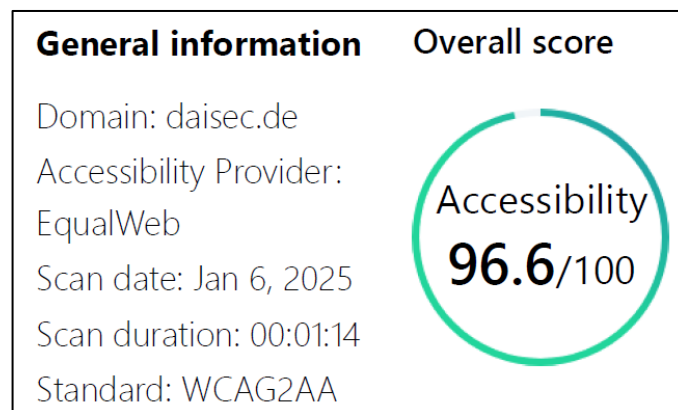 General information
Domain: daisec.de
Accessibility Provider:
EqualWeb
Scan date: Jan 6, 2025
Scan duration: 00:01:14
Standard: WCAG2AA
Overall score
Accessibility
96.6/100